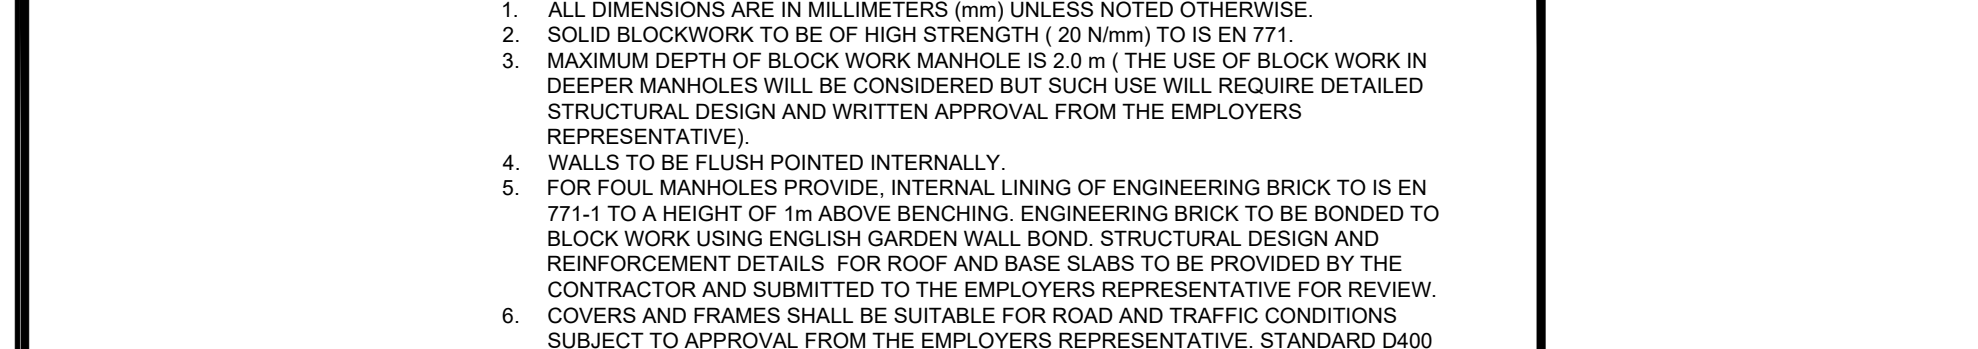 1. ALL DIMENSIONS ARE IN MILLIMETERS (mm) UNLESS NOTED OTHERWISE.
2. SOLID BLOCKWORK TO BE OF HIGH STRENGTH ( 20 N/mm) TO IS EN 771.
3. MAXIMUM DEPTH OF BLOCK WORK MANHOLE IS 2.0 m ( THE USE OF BLOCK WORK IN
DEEPER MANHOLES WILL BE CONSIDERED BUT SUCH USE WILL REQUIRE DETAILED
STRUCTURAL DESIGN AND WRITTEN APPROVAL FROM THE EMPLOYERS
REPRESENTATIVE).
4. WALLS TO BE FLUSH POINTED INTERNALLY.
5. FOR FOUL MANHOLES PROVIDE, INTERNAL LINING OF ENGINEERING BRICK TO IS EN
771-1 TO A HEIGHT OF 1m ABOVE BENCHING. ENGINEERING BRICK TO BE BONDED TO
BLOCK WORK USING ENGLISH GARDEN WALL BOND. STRUCTURAL DESIGN AND
REINFORCEMENT DETAILS  FOR ROOF AND BASE SLABS TO BE PROVIDED BY THE
CONTRACTOR AND SUBMITTED TO THE EMPLOYERS REPRESENTATIVE FOR REVIEW.
6. COVERS AND FRAMES SHALL BE SUITABLE FOR ROAD AND TRAFFIC CONDITIONS
SUBJECT TO APPROVAL FROM THE EMPLOYERS REPRESENTATIVE. STANDARD D400